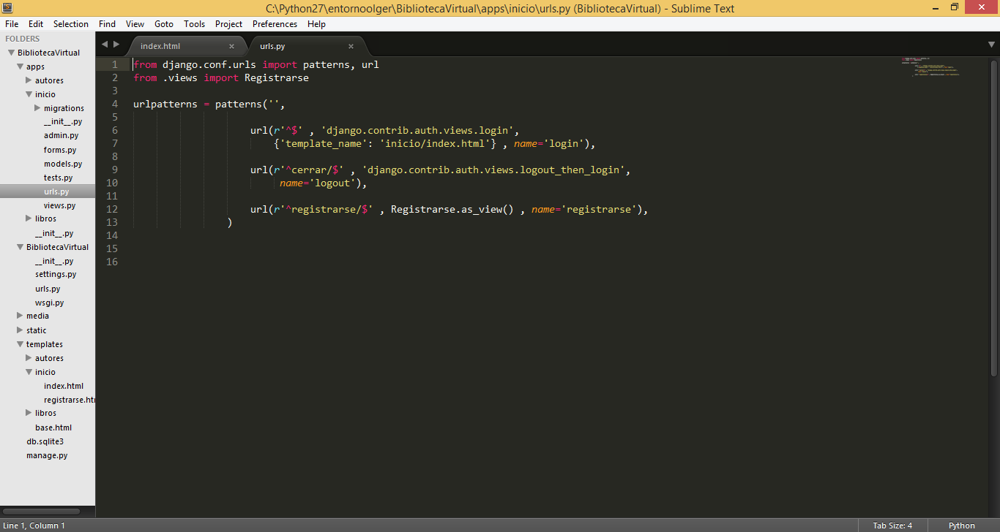 C:\Python27\entornoolger\BibliotecaVirtual\apps\inicio\urls.py (BibliotecaVirtual) - Sublime Text
File Edit Selection Find View Goto Tools Project Preferences Help
FOLDERS
BibliotecaVirtual
apps
autores
inicio
migrations
__init__.py
admin.py
forms.py
models.py
tests.py
urls.py
views.py
libros
__init__.py
BibliotecaVirtual
__init__.py
settings.py
urls.py
wsgi.py
media
static
templates
autores
inicio
index.html
registrarse.htm
libros
base.html
db.sqlite3
manage.py
index.html × urls.py ×
1 from django.conf.urls import patterns, url
2 from .views import Registrarse
3
4 urlpatterns = patterns('',
5
6 url(r'^$' , 'django.contrib.auth.views.login',
7 {'template_name': 'inicio/index.html'} , name='login'),
8
9 url(r'^cerrar/$' , 'django.contrib.auth.views.logout_then_login',
10 name='logout'),
11
12 url(r'^registrarse/$' , Registrarse.as_view() , name='registrarse'),
13 )
14
15
16
Line 1, Column 1 Tab Size: 4 Python